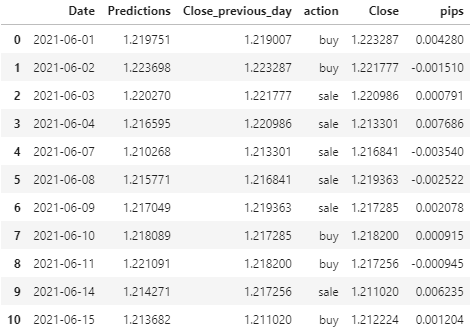 Date Predictions Close_previous_day action Close pips
0 2021-06-01 1.219751 1.219007 buy 1.223287 0.004280
1 2021-06-02 1.223698 1.223287 buy 1.221777 -0.001510
2 2021-06-03 1.220270 1.221777 sale 1.220986 0.000791
3 2021-06-04 1.216595 1.220986 sale 1.213301 0.007686
4 2021-06-07 1.210268 1.213301 sale 1.216841 -0.003540
5 2021-06-08 1.215771 1.216841 sale 1.219363 -0.002522
6 2021-06-09 1.217049 1.219363 sale 1.217285 0.002078
7 2021-06-10 1.218089 1.217285 buy 1.218200 0.000915
8 2021-06-11 1.221091 1.218200 buy 1.217256 -0.000945
9 2021-06-14 1.214271 1.217256 sale 1.211020 0.006235
10 2021-06-15 1.213682 1.211020 buy 1.212224 0.001204